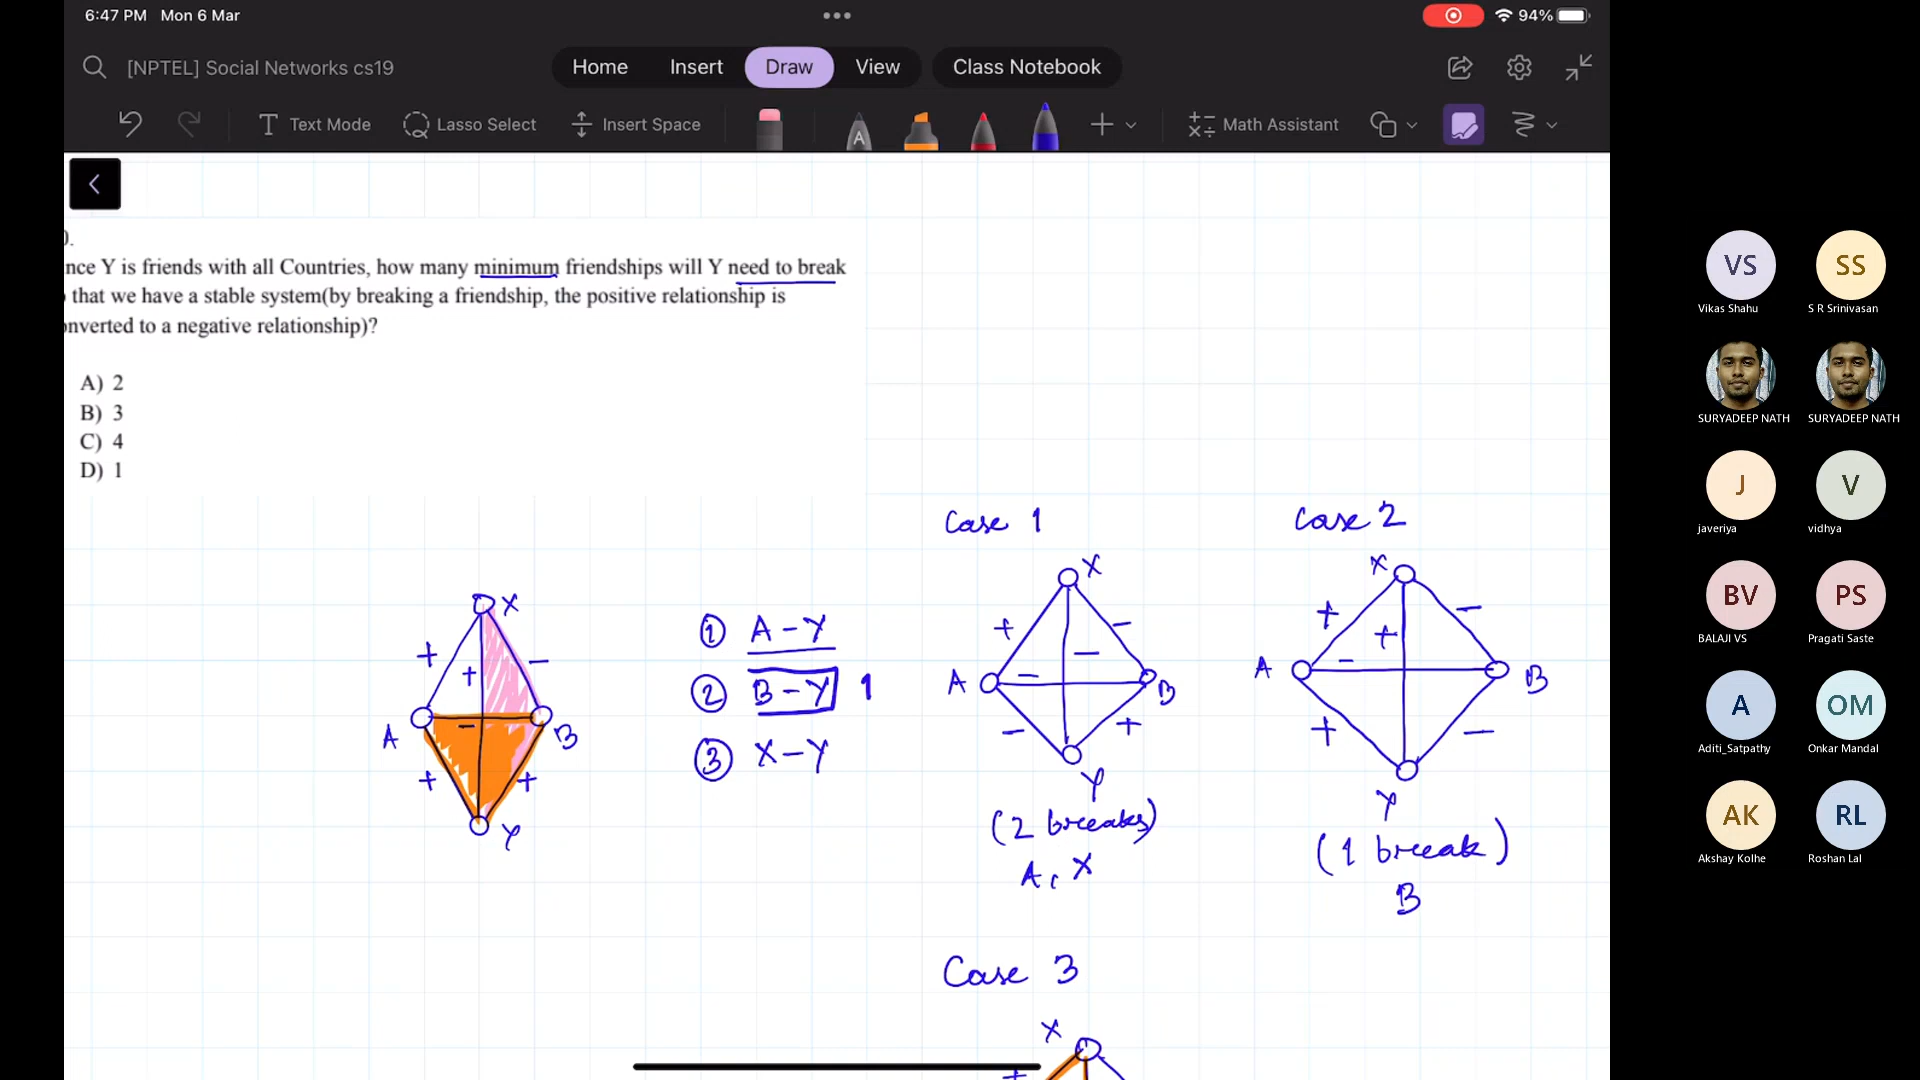 6:47 PM Mon 6 Mar
94%
[NPTEL] Social Networks cs19
Home Insert Draw View Class Notebook
Text Mode Lasso Select Insert Space A Math Assistant
0.
nce Y is friends with all Countries, how many minimum friendships will Y need to break
that we have a stable system(by breaking a friendship, the positive relationship is
onverted to a negative relationship)?
A) 2
B) 3
C) 4
D) 1
Case 1
Case 2
X
+
+
-
A
-
B
+
+
Y
① A - Y
② B - Y 1
③ X - Y
X
+
-
-
A
-
B
-
+
Y
(2 breaks)
A, X
X
+
+
-
A
-
B
+
-
Y
(1 break)
B
Case 3
X
+
VS
Vikas Shahu
SS
S R Srinivasan
SURYADEEP NATH
SURYADEEP NATH
J
javeriya
V
vidhya
BV
BALAJI VS
PS
Pragati Saste
A
Aditi_Satpathy
OM
Onkar Mandal
AK
Akshay Kolhe
RL
Roshan Lal